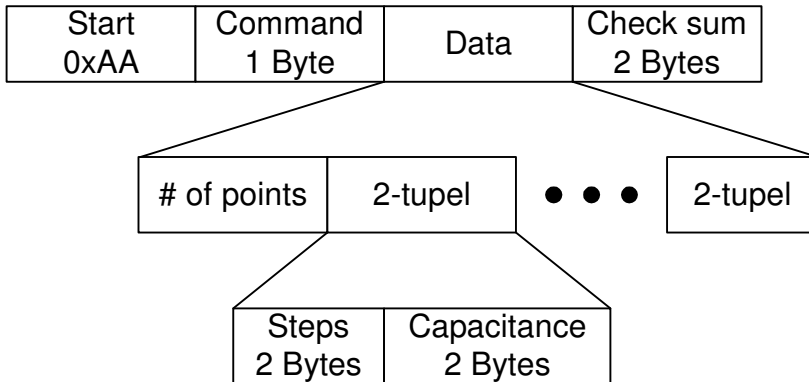 Start
0xAA
Command
1 Byte
Data
Check sum
2 Bytes
# of points
2-tupel
2-tupel
Steps
2 Bytes
Capacitance
2 Bytes